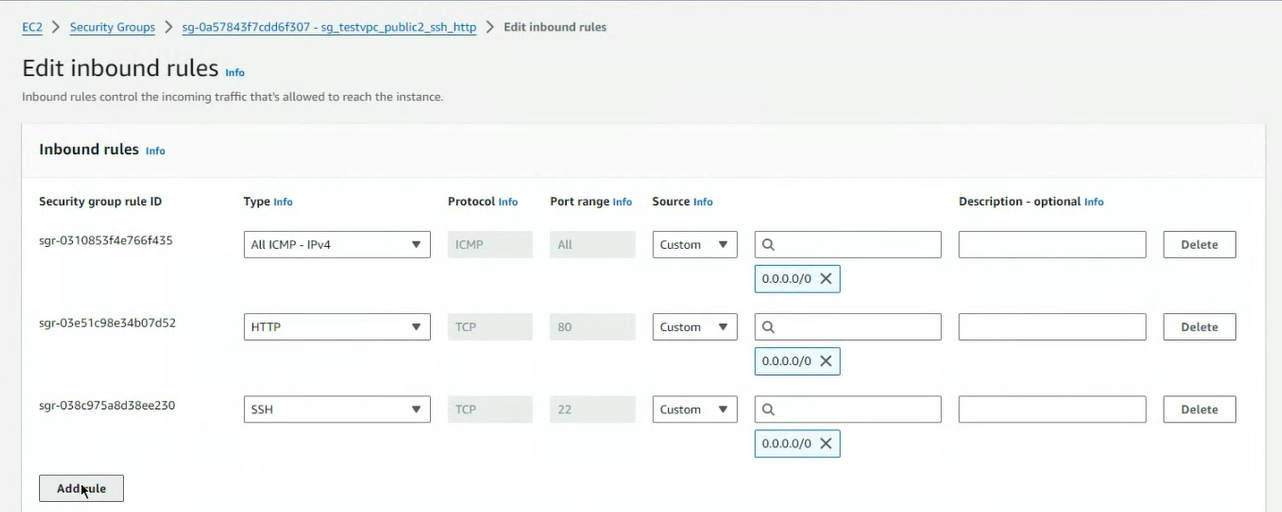 EC2 > Security Groups > sg-0a57843f7cdd6f307 - sg_testvpc_public2_ssh_http > Edit inbound rules
Edit inbound rules Info
Inbound rules control the incoming traffic that's allowed to reach the instance.
Inbound rules Info
Security group rule ID Type Info Protocol Info Port range Info Source Info Description - optional Info
sgr-0310853f4e766f435 All ICMP - IPv4 ICMP All Custom Delete
0.0.0.0/0
sgr-03e51c98e34b07d52 HTTP TCP 80 Custom Delete
0.0.0.0/0
sgr-038c975a8d38ee230 SSH TCP 22 Custom Delete
0.0.0.0/0
Add rule